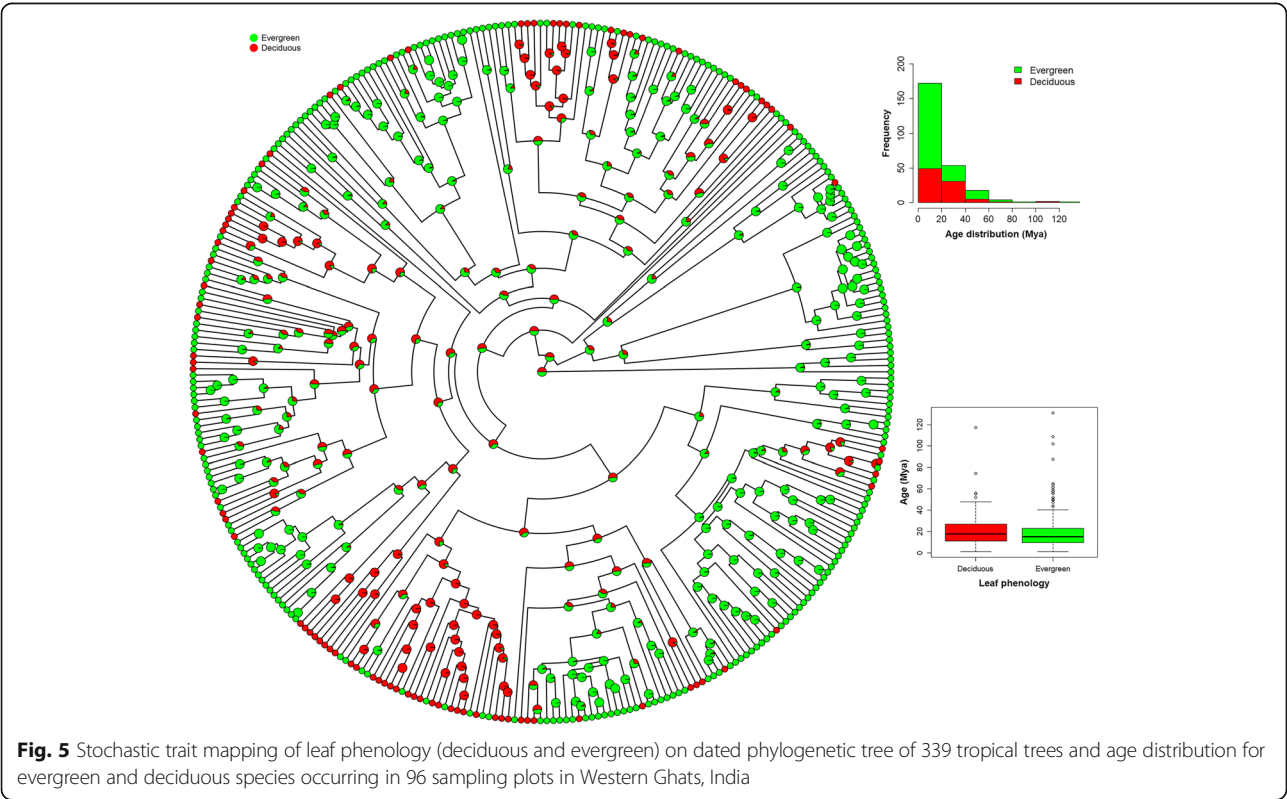 Evergreen
Deciduous
200
150
100
50
0
Frequency
Evergreen
Deciduous
0 20 40 60 80 100 120
Age distribution (Mya)
120
100
80
60
40
20
0
Age (Mya)
Deciduous Evergreen
Leaf phenology
Fig. 5 Stochastic trait mapping of leaf phenology (deciduous and evergreen) on dated phylogenetic tree of 339 tropical trees and age distribution for
evergreen and deciduous species occurring in 96 sampling plots in Western Ghats, India